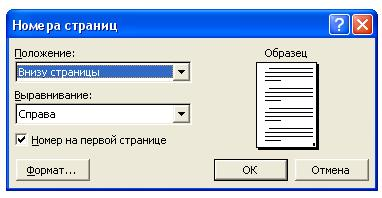 Номера страниц
Положение:
Образец
Внизу страницы
Выравнивание:
Справа
Номер на первой странице
Формат...
ОК
Отмена